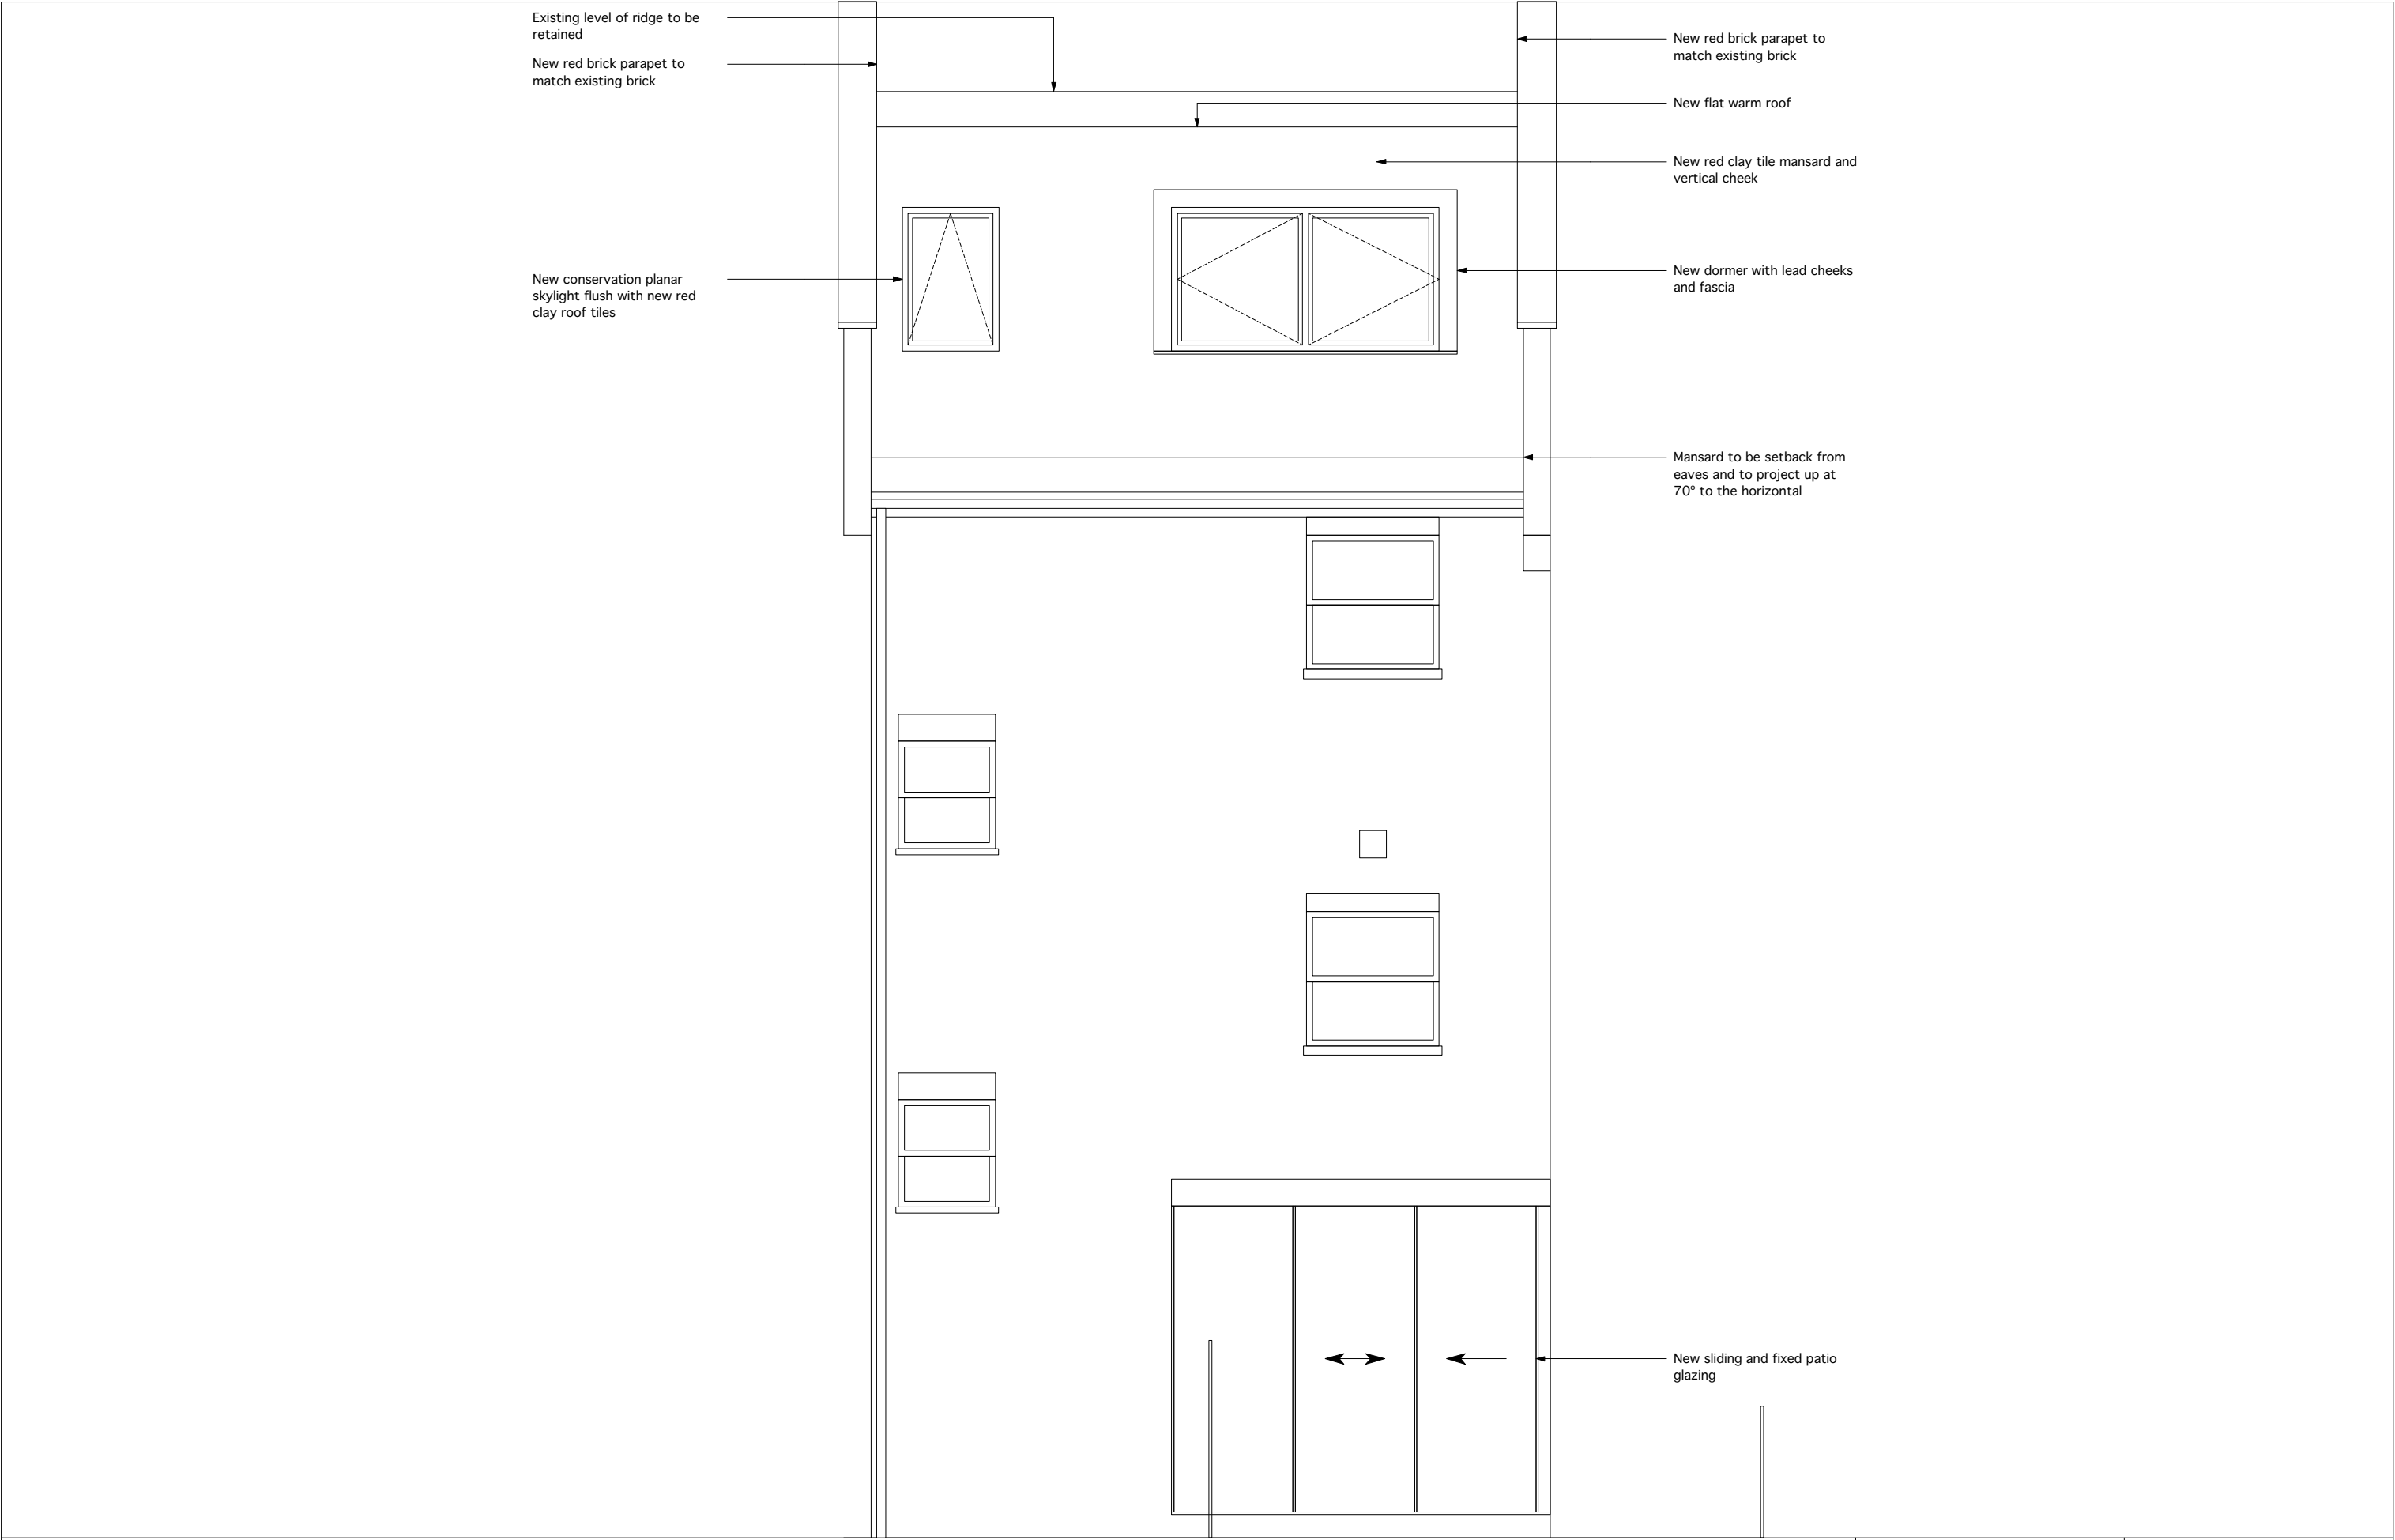 Existing level of ridge to be
retained
New red brick parapet to
match existing brick
New conservation planar
skylight flush with new red
clay roof tiles
New red brick parapet to
match existing brick
New flat warm roof
New red clay tile mansard and
vertical cheek
New dormer with lead cheeks
and fascia
Mansard to be setback from
eaves and to project up at
70° to the horizontal
New sliding and fixed patio
glazing